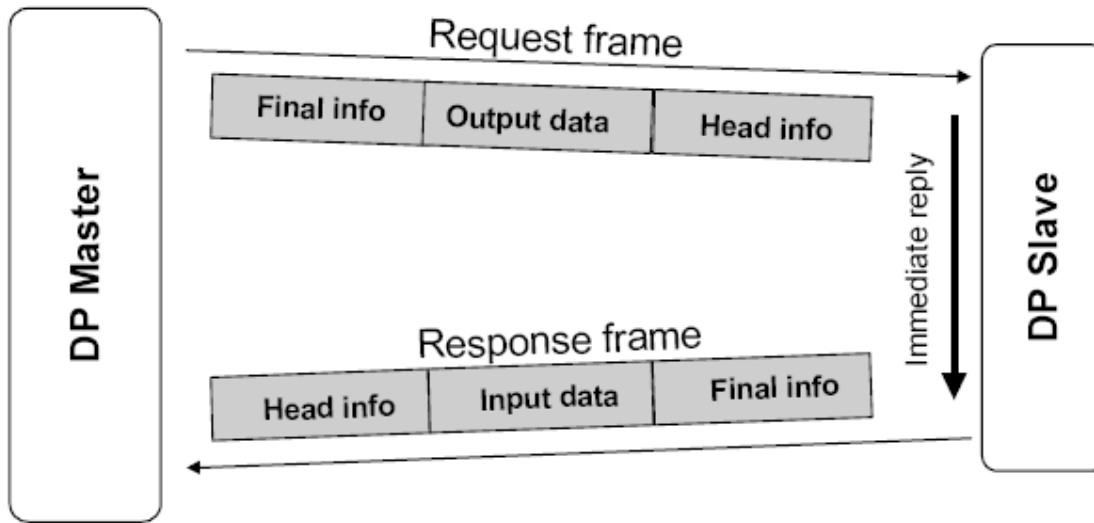 Request frame
Final info
Output data
Head info
DP Master
Immediate reply
DP Slave
Response frame
Head info
Input data
Final info